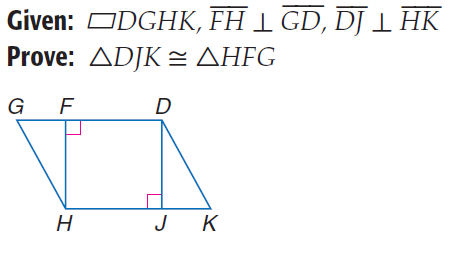 Given: ▱DGHK, F̅H̅ ⊥ G̅D̅, D̅J̅ ⊥ H̅K̅
Prove: △DJK ≅ △HFG
G F D
H J K